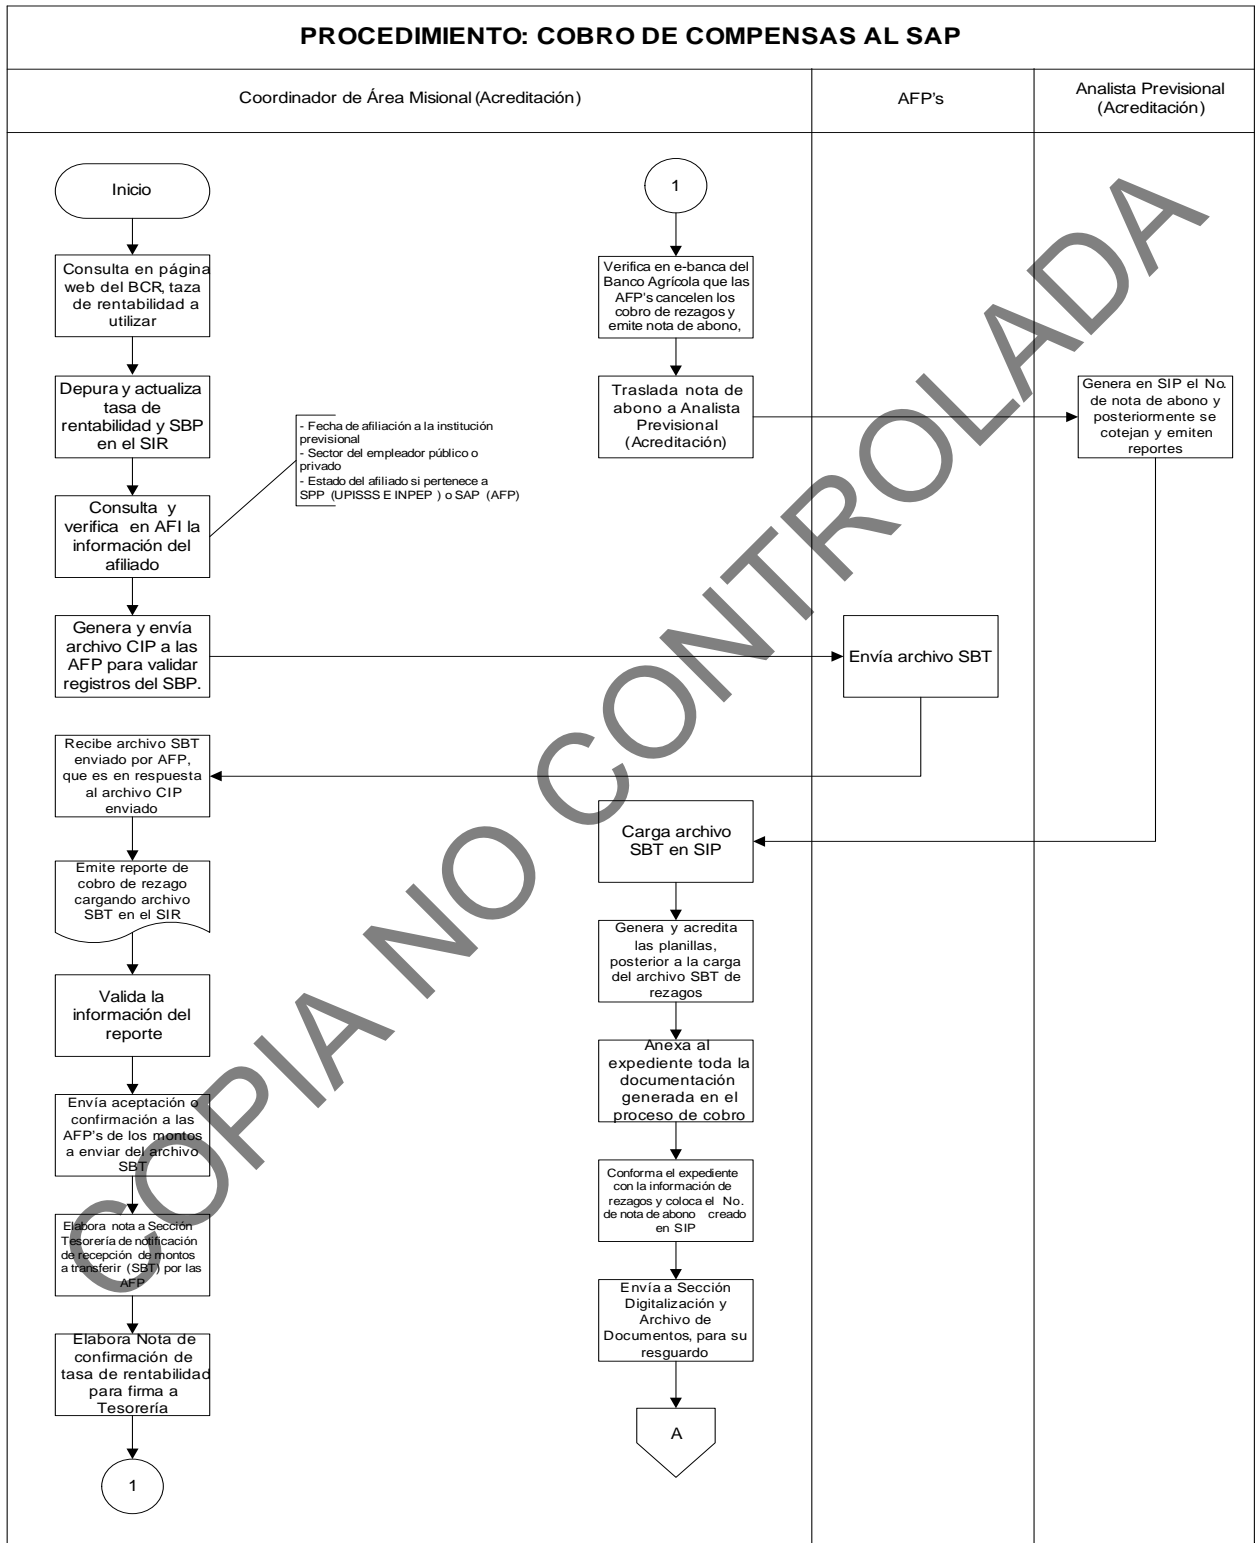 PROCEDIMIENTO: COBRO DE COMPENSAS AL SAP
Coordinador de Área Misional (Acreditación)
AFP's
Analista Previsional
(Acreditación)
Inicio
Consulta en página
web del BCR, taza
de rentabilidad a
utilizar
Depura y actualiza
tasa de
rentabilidad y SBP
en el SIR
Consulta y
verifica en AFI la
información del
afiliado
- Fecha de afiliación a la institución
previsional
- Sector del empleador público o
privado
- Estado del afiliado si pertenece a
SPP (UPISSS E INPEP ) o SAP (AFP)
Genera y envía
archivo CIP a las
AFP para validar
registros del SBP.
Envía archivo SBT
Recibe archivo SBT
enviado por AFP,
que es en respuesta
al archivo CIP
enviado
Emite reporte de
cobro de rezago
cargando archivo
SBT en el SIR
Valida la
información del
reporte
Envía aceptación o
confirmación a las
AFP's de los montos
a enviar del archivo
SBT
Elabora nota a Sección
Tesorería de notificación
de recepción de montos
a transferir (SBT) por las
AFP
Elabora Nota de
confirmación de
tasa de rentabilidad
para firma a
Tesorería
1
1
Verifica en e-banca del
Banco Agrícola que las
AFP's cancelen los
cobro de rezagos y
emite nota de abono,
Traslada nota de
abono a Analista
Previsional
(Acreditación)
Genera en SIP el No.
de nota de abono y
posteriormente se
cotejan y emiten
reportes
Carga archivo
SBT en SIP
Genera y acredita
las planillas,
posterior a la carga
del archivo SBT de
rezagos
Anexa al
expediente toda la
documentación
generada en el
proceso de cobro
Conforma el expediente
con la información de
rezagos y coloca el No.
de nota de abono creado
en SIP
Envía a Sección
Digitalización y
Archivo de
Documentos, para su
resguardo
A
COPIA NO CONTROLADA